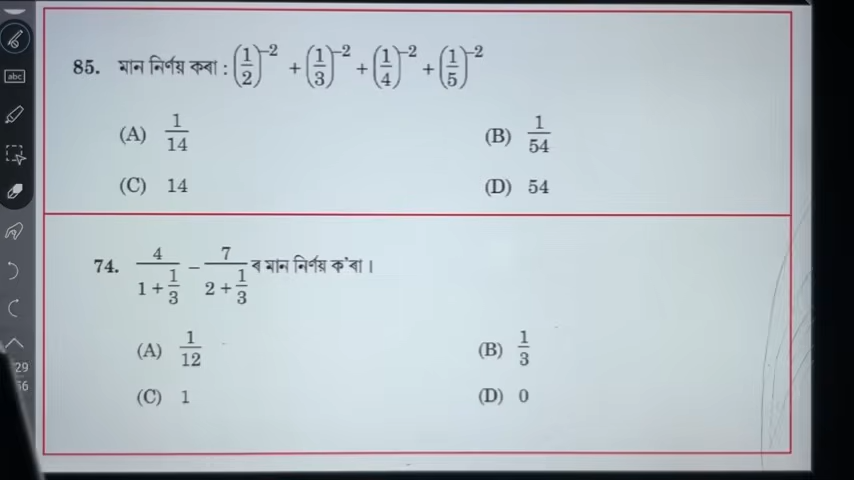 abc
85. মান নির্ণয় কৰা : (1/2)⁻² + (1/3)⁻² + (1/4)⁻² + (1/5)⁻²
(A) 1/14 (B) 1/54
(C) 14 (D) 54
74. 4/(1 + 1/3) − 7/(2 + 1/3) ৰ মান নিৰ্ণয় ক'ৰা।
(A) 1/12 (B) 1/3
(C) 1 (D) 0
29